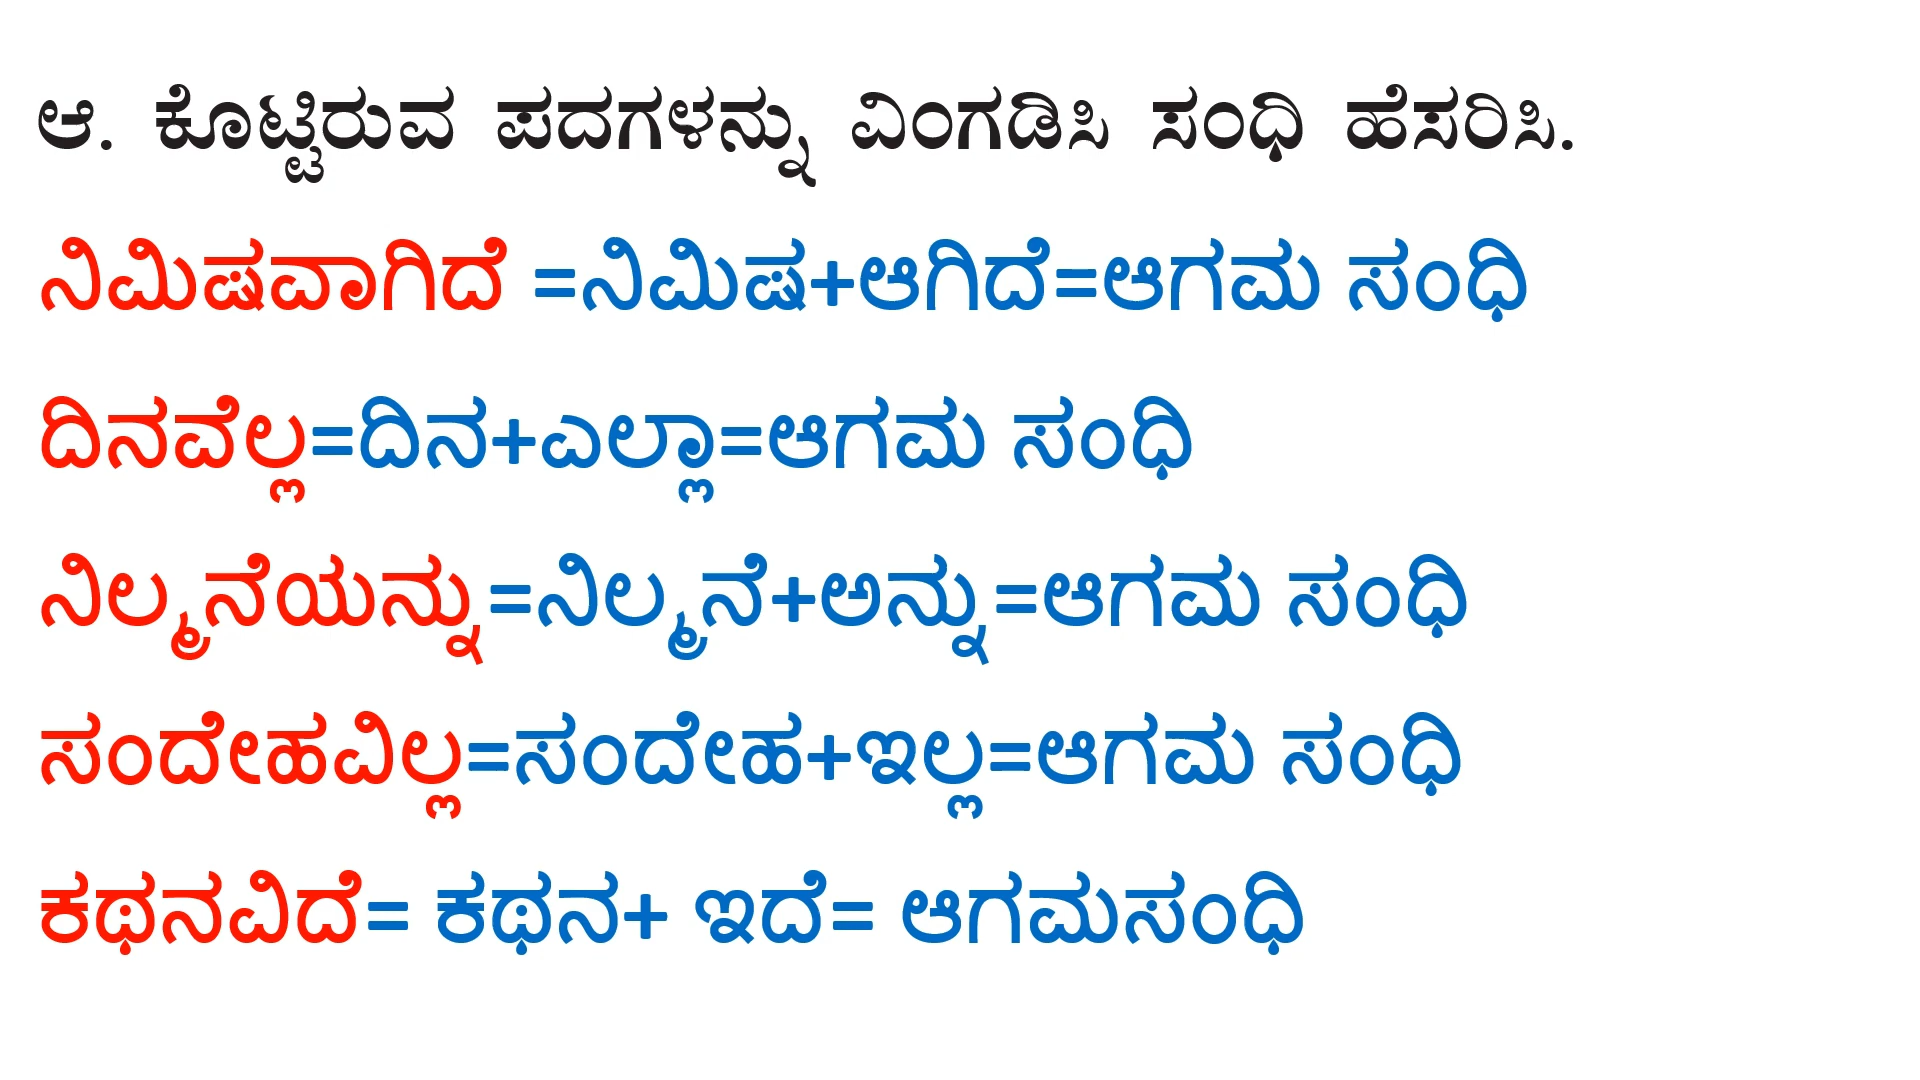 ಆ. ಕೊಟ್ಟಿರುವ ಪದಗಳನ್ನು ವಿಂಗಡಿಸಿ ಸಂಧಿ ಹೆಸರಿಸಿ.
ನಿಮಿಷವಾಗಿದೆ =ನಿಮಿಷ+ಆಗಿದೆ=ಆಗಮ ಸಂಧಿ
ದಿನವೆಲ್ಲ=ದಿನ+ಎಲ್ಲಾ=ಆಗಮ ಸಂಧಿ
ನಿಲ್ಮನೆಯನ್ನು=ನಿಲ್ಮನೆ+ಅನ್ನು=ಆಗಮ ಸಂಧಿ
ಸಂದೇಹವಿಲ್ಲ=ಸಂದೇಹ+ಇಲ್ಲ=ಆಗಮ ಸಂಧಿ
ಕಥನವಿದೆ= ಕಥನ+ ಇದೆ= ಆಗಮಸಂಧಿ